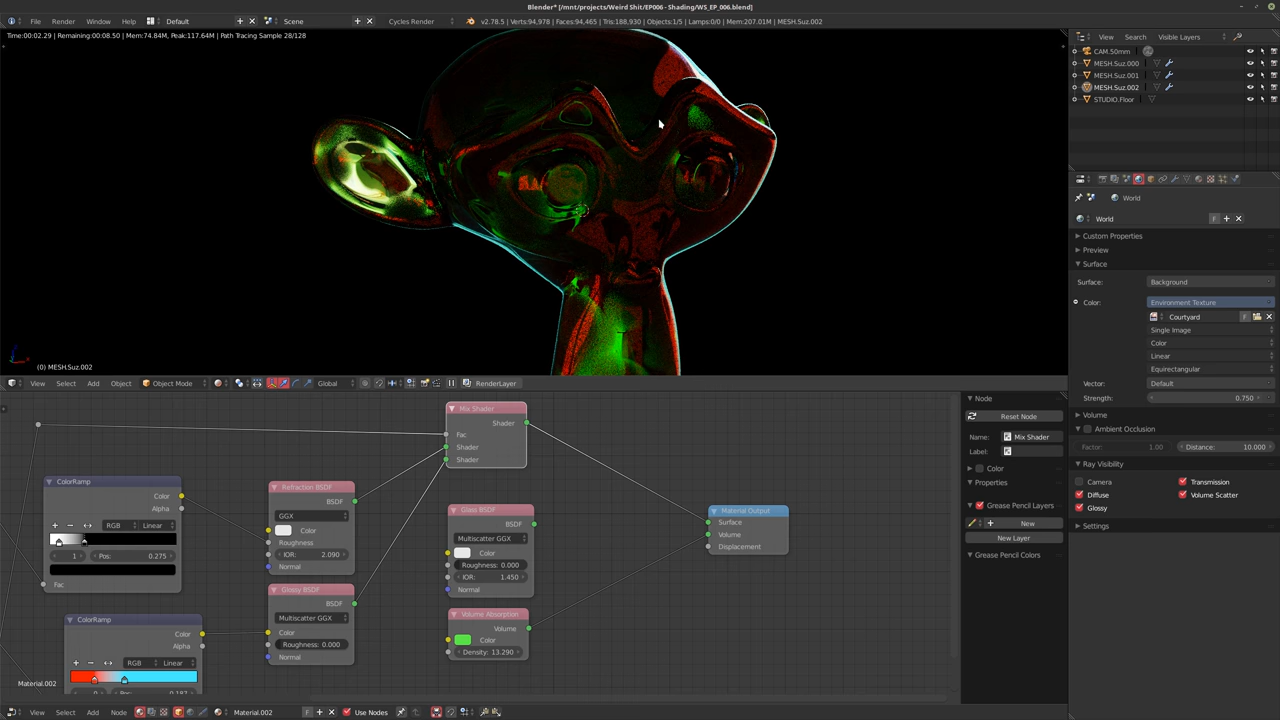 Blender* [/mnt/projects/Weird Shit/EP006 - Shading/WS_EP_006.blend]
File Render Window Help Default Scene Cycles Render v2.78.5 | Verts:94,978 | Faces:94,465 | Tris:188,930 | Objects:1/5 | Lamps:0/0 | Mem:207.01M | MESH.Suz.002
View Search Visible Layers
Time:00:02.29 | Remaining:00:08.50 | Mem:74.84M, Peak:117.64M | Path Tracing Sample 28/128
CAM.50mm
MESH.Suz.000
MESH.Suz.001
MESH.Suz.002
STUDIO.Floor
World
World F
Custom Properties
Preview
Surface
Surface: Background
Color: Environment Texture
Courtyard F
Single Image
Color
Linear
Equirectangular
Vector: Default
Strength: 0.750
Volume
Ambient Occlusion
Factor: 1.00 Distance: 10.000
Ray Visibility
Camera Transmission
Diffuse Volume Scatter
Glossy
Settings
(0) MESH.Suz.002
View Select Add Object Object Mode Global RenderLayer
Mix Shader
Shader
Fac
Shader
Shader
ColorRamp
Color
Alpha
RGB Linear
1 Pos: 0.275
Fac
Refraction BSDF
BSDF
GGX
Color
Roughness
IOR: 2.090
Normal
Glass BSDF
BSDF
Multiscatter GGX
Color
Roughness: 0.000
IOR: 1.450
Normal
Material Output
Surface
Volume
Displacement
Glossy BSDF
BSDF
Multiscatter GGX
Color
Roughness: 0.000
Normal
Volume Absorption
Volume
Color
Density: 13.290
ColorRamp
Color
Alpha
RGB Linear
0 Pos: 0.187
Material.002
Node
Reset Node
Name: Mix Shader
Label:
Color
Properties
Grease Pencil Layers
New
New Layer
Grease Pencil Colors
View Select Add Node Material.002 F Use Nodes